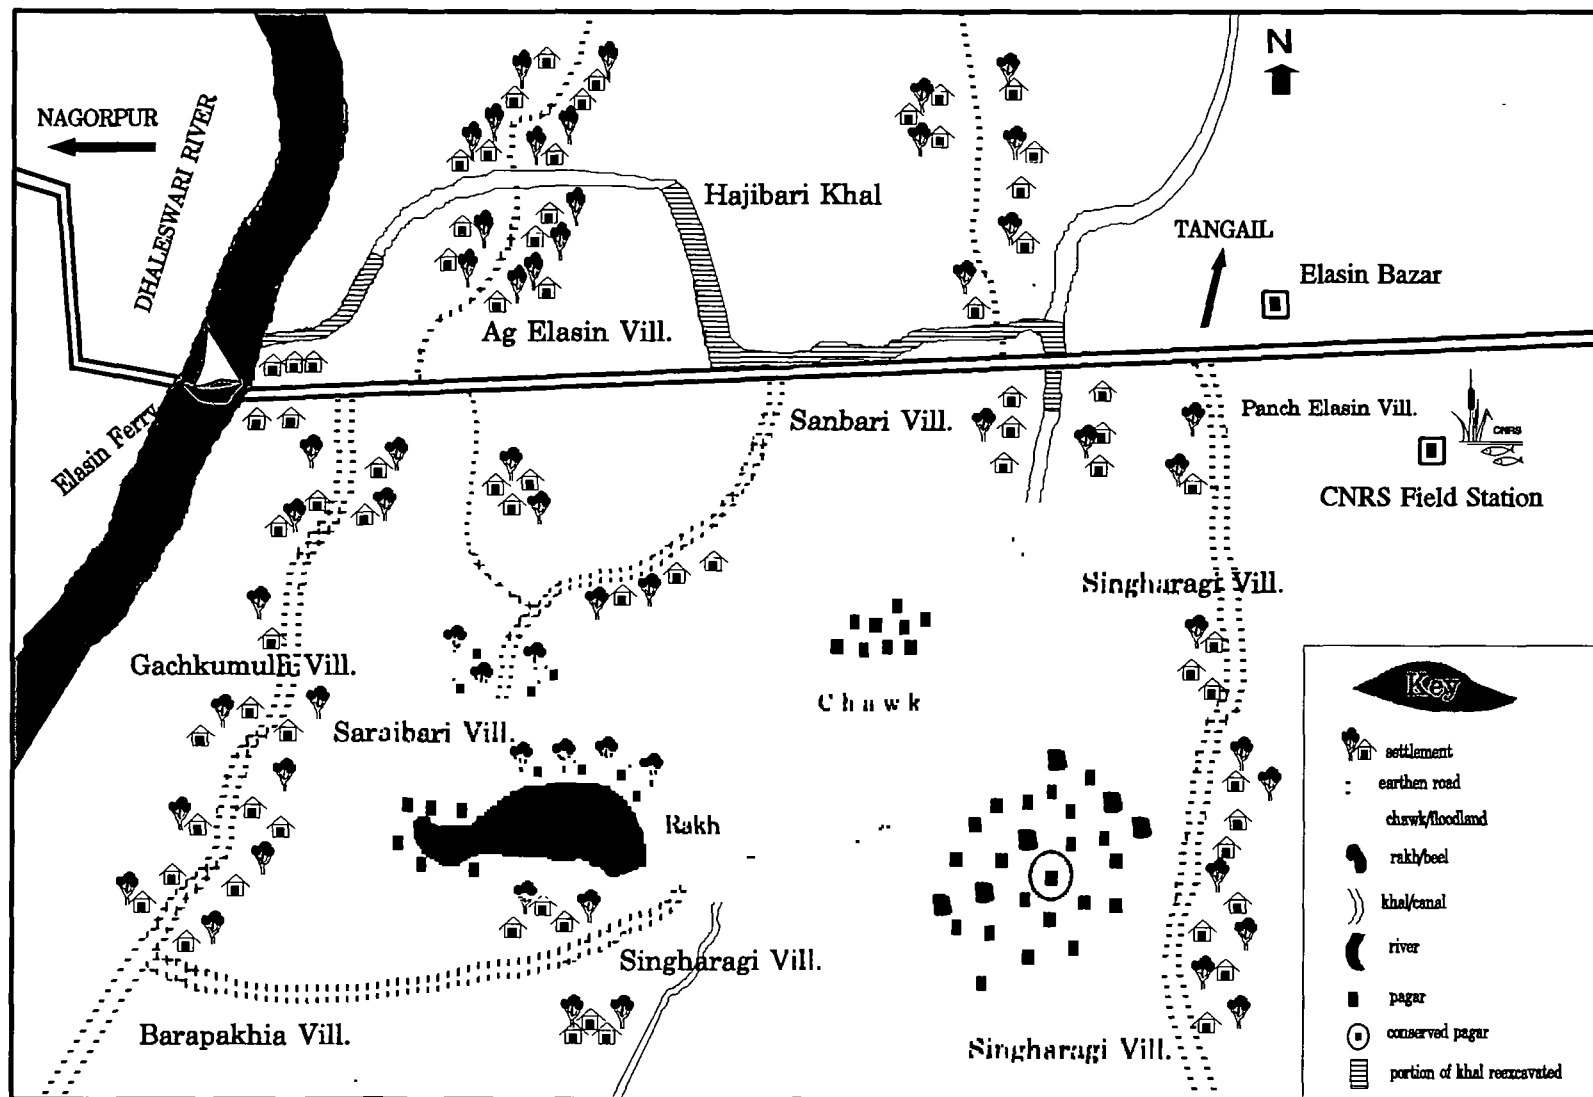 N
NAGORPUR
DHALESWARI RIVER
Hajibari Khal
TANGAIL
Elasin Bazar
Ag Elasin Vill.
Elasin Ferry
Sanbari Vill.
Panch Elasin Vill.
CNRS
CNRS Field Station
Singharagi Vill.
Gachkumulli Vill.
Chawk
Saraibari Vill.
Rakh
Singharagi Vill.
Barapakhia Vill.
Singharagi Vill.
Key
settlement
earthen road
chawk/floodland
rakh/beel
khal/canal
river
pagar
conserved pagar
portion of khal reexcavated